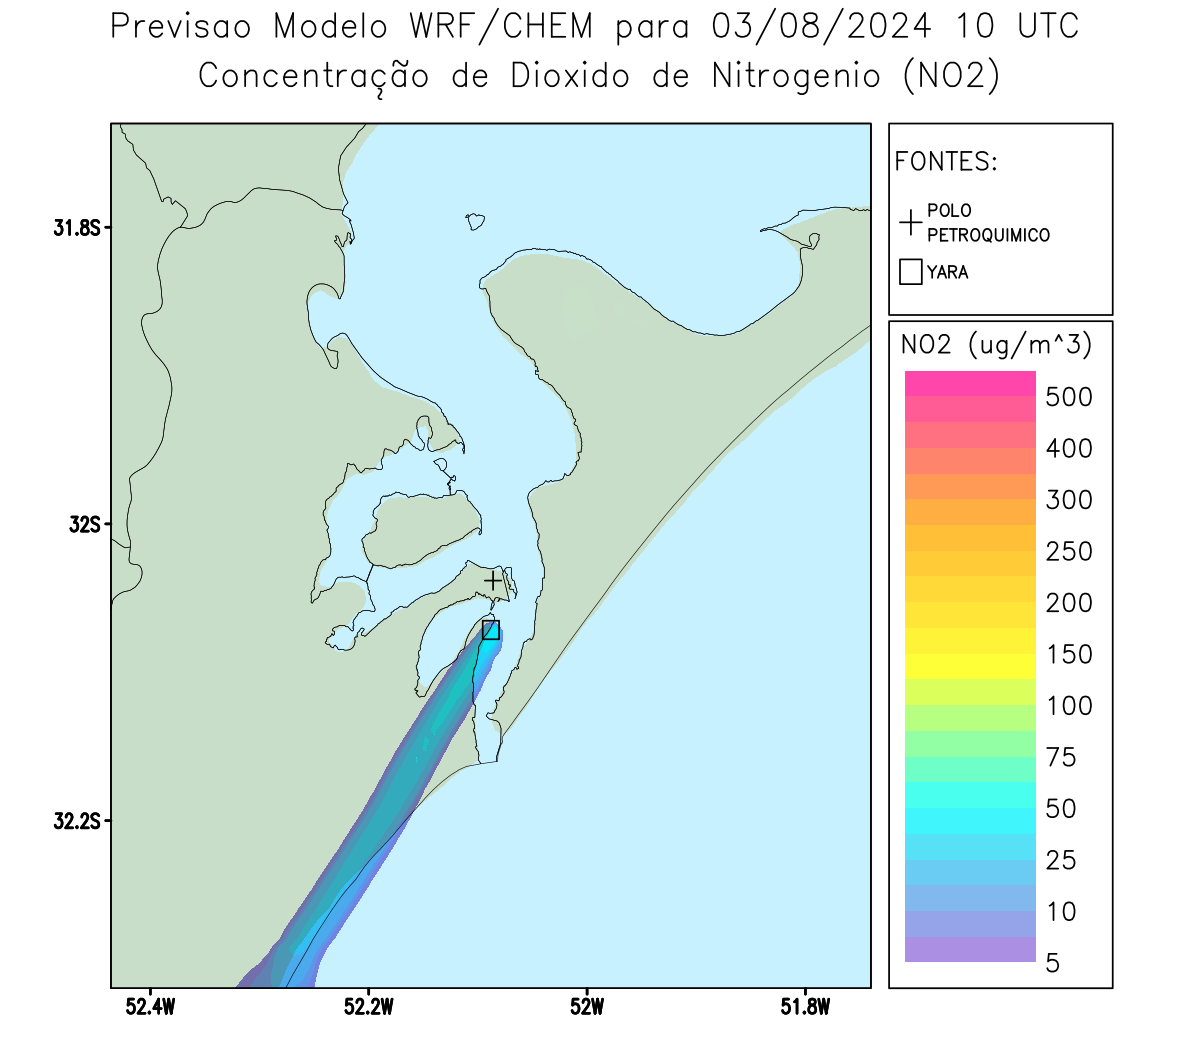 Previsao Modelo WRF/CHEM para 03/08/2024 10 UTC
Concentração de Dioxido de Nitrogenio (NO2)
FONTES:
POLO
PETROQUIMICO
YARA
NO2 (ug/m^3)
500
400
300
250
200
150
100
75
50
25
10
5
31.8S
32S
32.2S
52.4W
52.2W
52W
51.8W